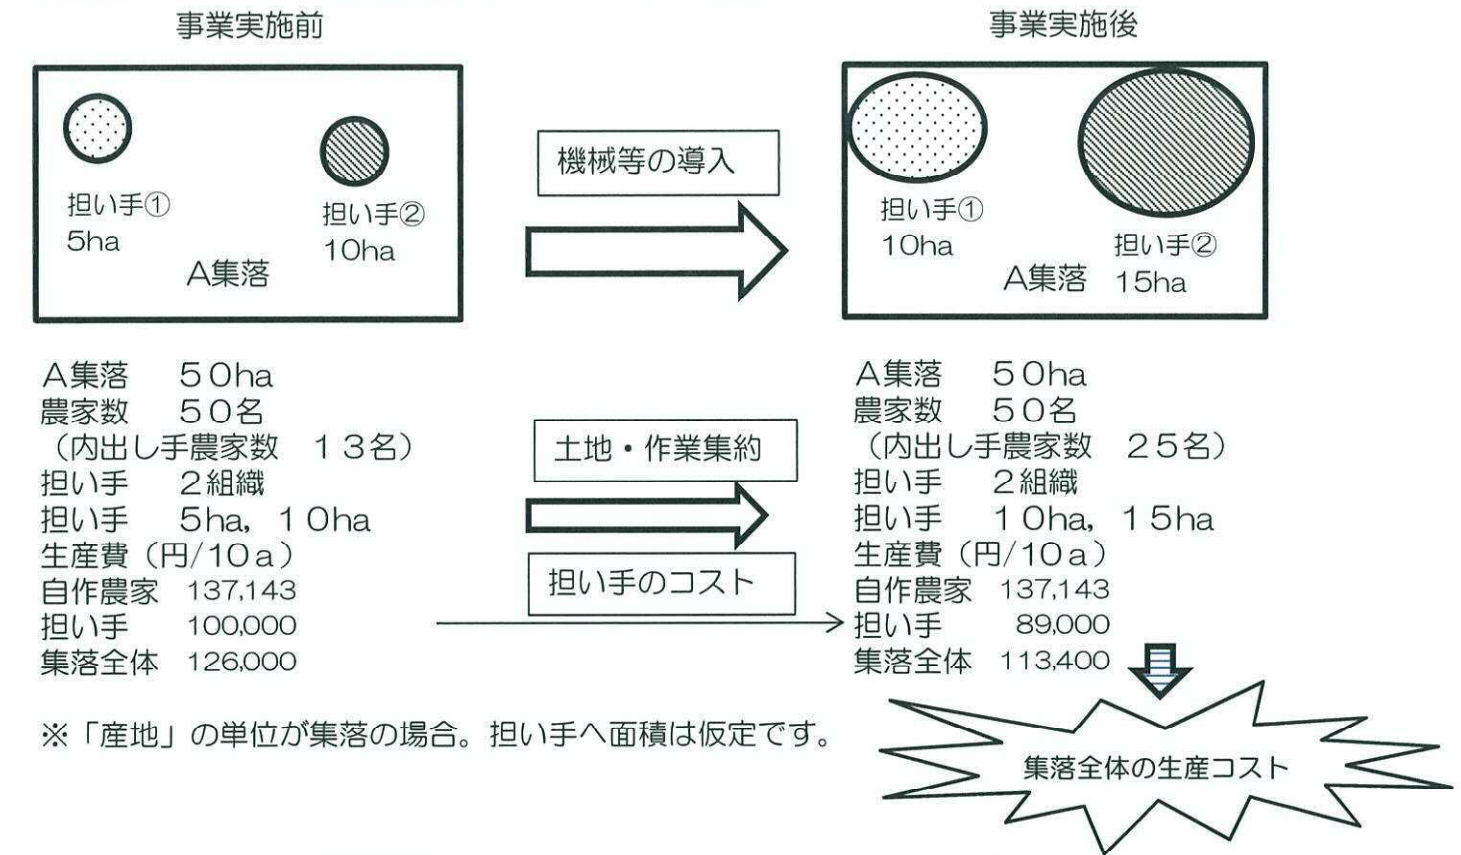 事業実施前
担い手①
5ha
担い手②
10ha
A集落
機械等の導入
事業実施後
担い手①
10ha
担い手②
15ha
A集落
A集落 50ha
農家数 50名
(内出し手農家数 13名)
担い手 2組織
担い手 5ha, 10ha
生産費(円/10a)
自作農家 137,143
担い手 100,000
集落全体 126,000
土地・作業集約
担い手のコスト
A集落 50ha
農家数 50名
(内出し手農家数 25名)
担い手 2組織
担い手 10ha, 15ha
生産費(円/10a)
自作農家 137,143
担い手 89,000
集落全体 113,400
※「産地」の単位が集落の場合。担い手へ面積は仮定です。
集落全体の生産コスト